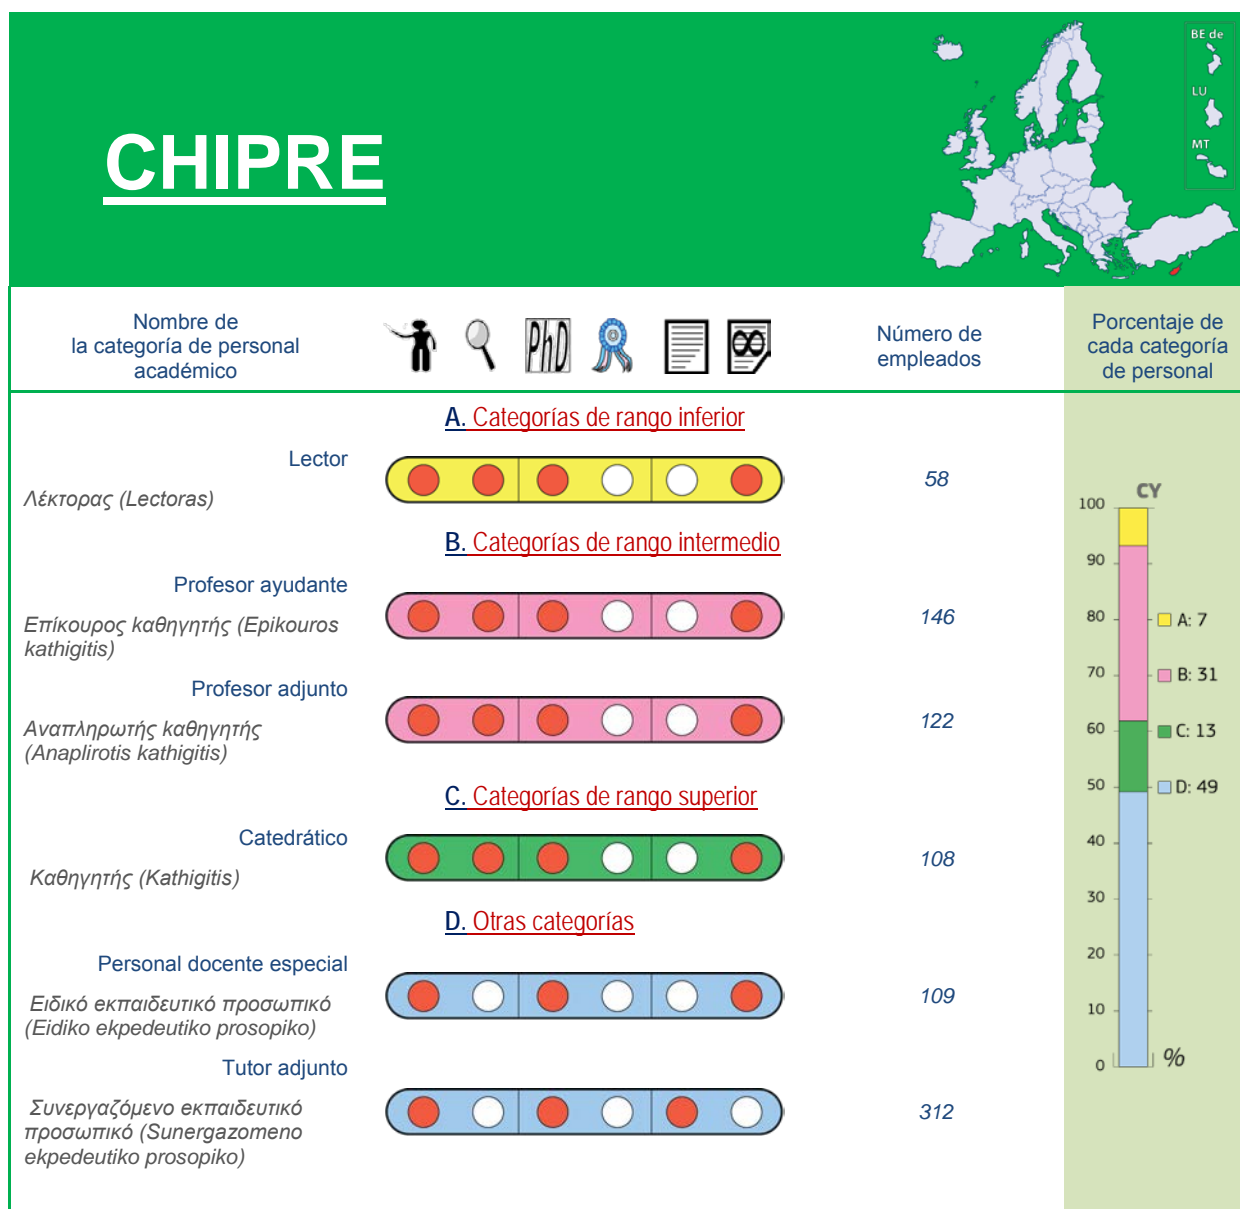 CHIPRE
BE de
LU
MT
Nombre de
la categoría de personal
académico
PhD
Número de
empleados
Porcentaje de
cada categoría
de personal
A. Categorías de rango inferior
Lector
Λέκτορας (Lectoras)
58
B. Categorías de rango intermedio
Profesor ayudante
Επίκουρος καθηγητής (Epikouros
kathigitis)
146
Profesor adjunto
Αναπληρωτής καθηγητής
(Anaplirotis kathigitis)
122
C. Categorías de rango superior
Catedrático
Καθηγητής (Kathigitis)
108
D. Otras categorías
Personal docente especial
Ειδικό εκπαιδευτικό προσωπικό
(Eidiko ekpedeutiko prosopiko)
109
Tutor adjunto
Συνεργαζόμενο εκπαιδευτικό
προσωπικό (Sunergazomeno
ekpedeutiko prosopiko)
312
CY
100
90
80
70
60
50
40
30
20
10
0
%
A: 7
B: 31
C: 13
D: 49